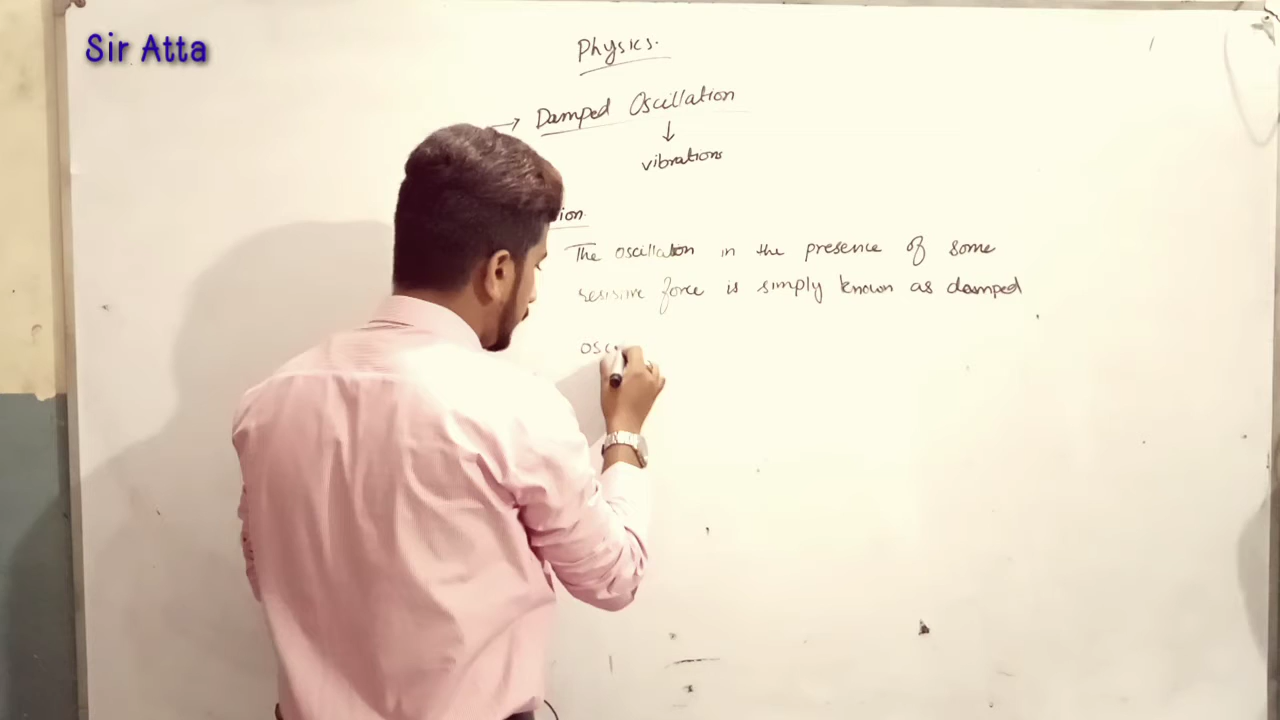 Sir Atta
Physics.
→ Damped Oscillation
↓
vibrations
ion.
The oscillation in the presence of some
resistive force is simply known as damped
osc